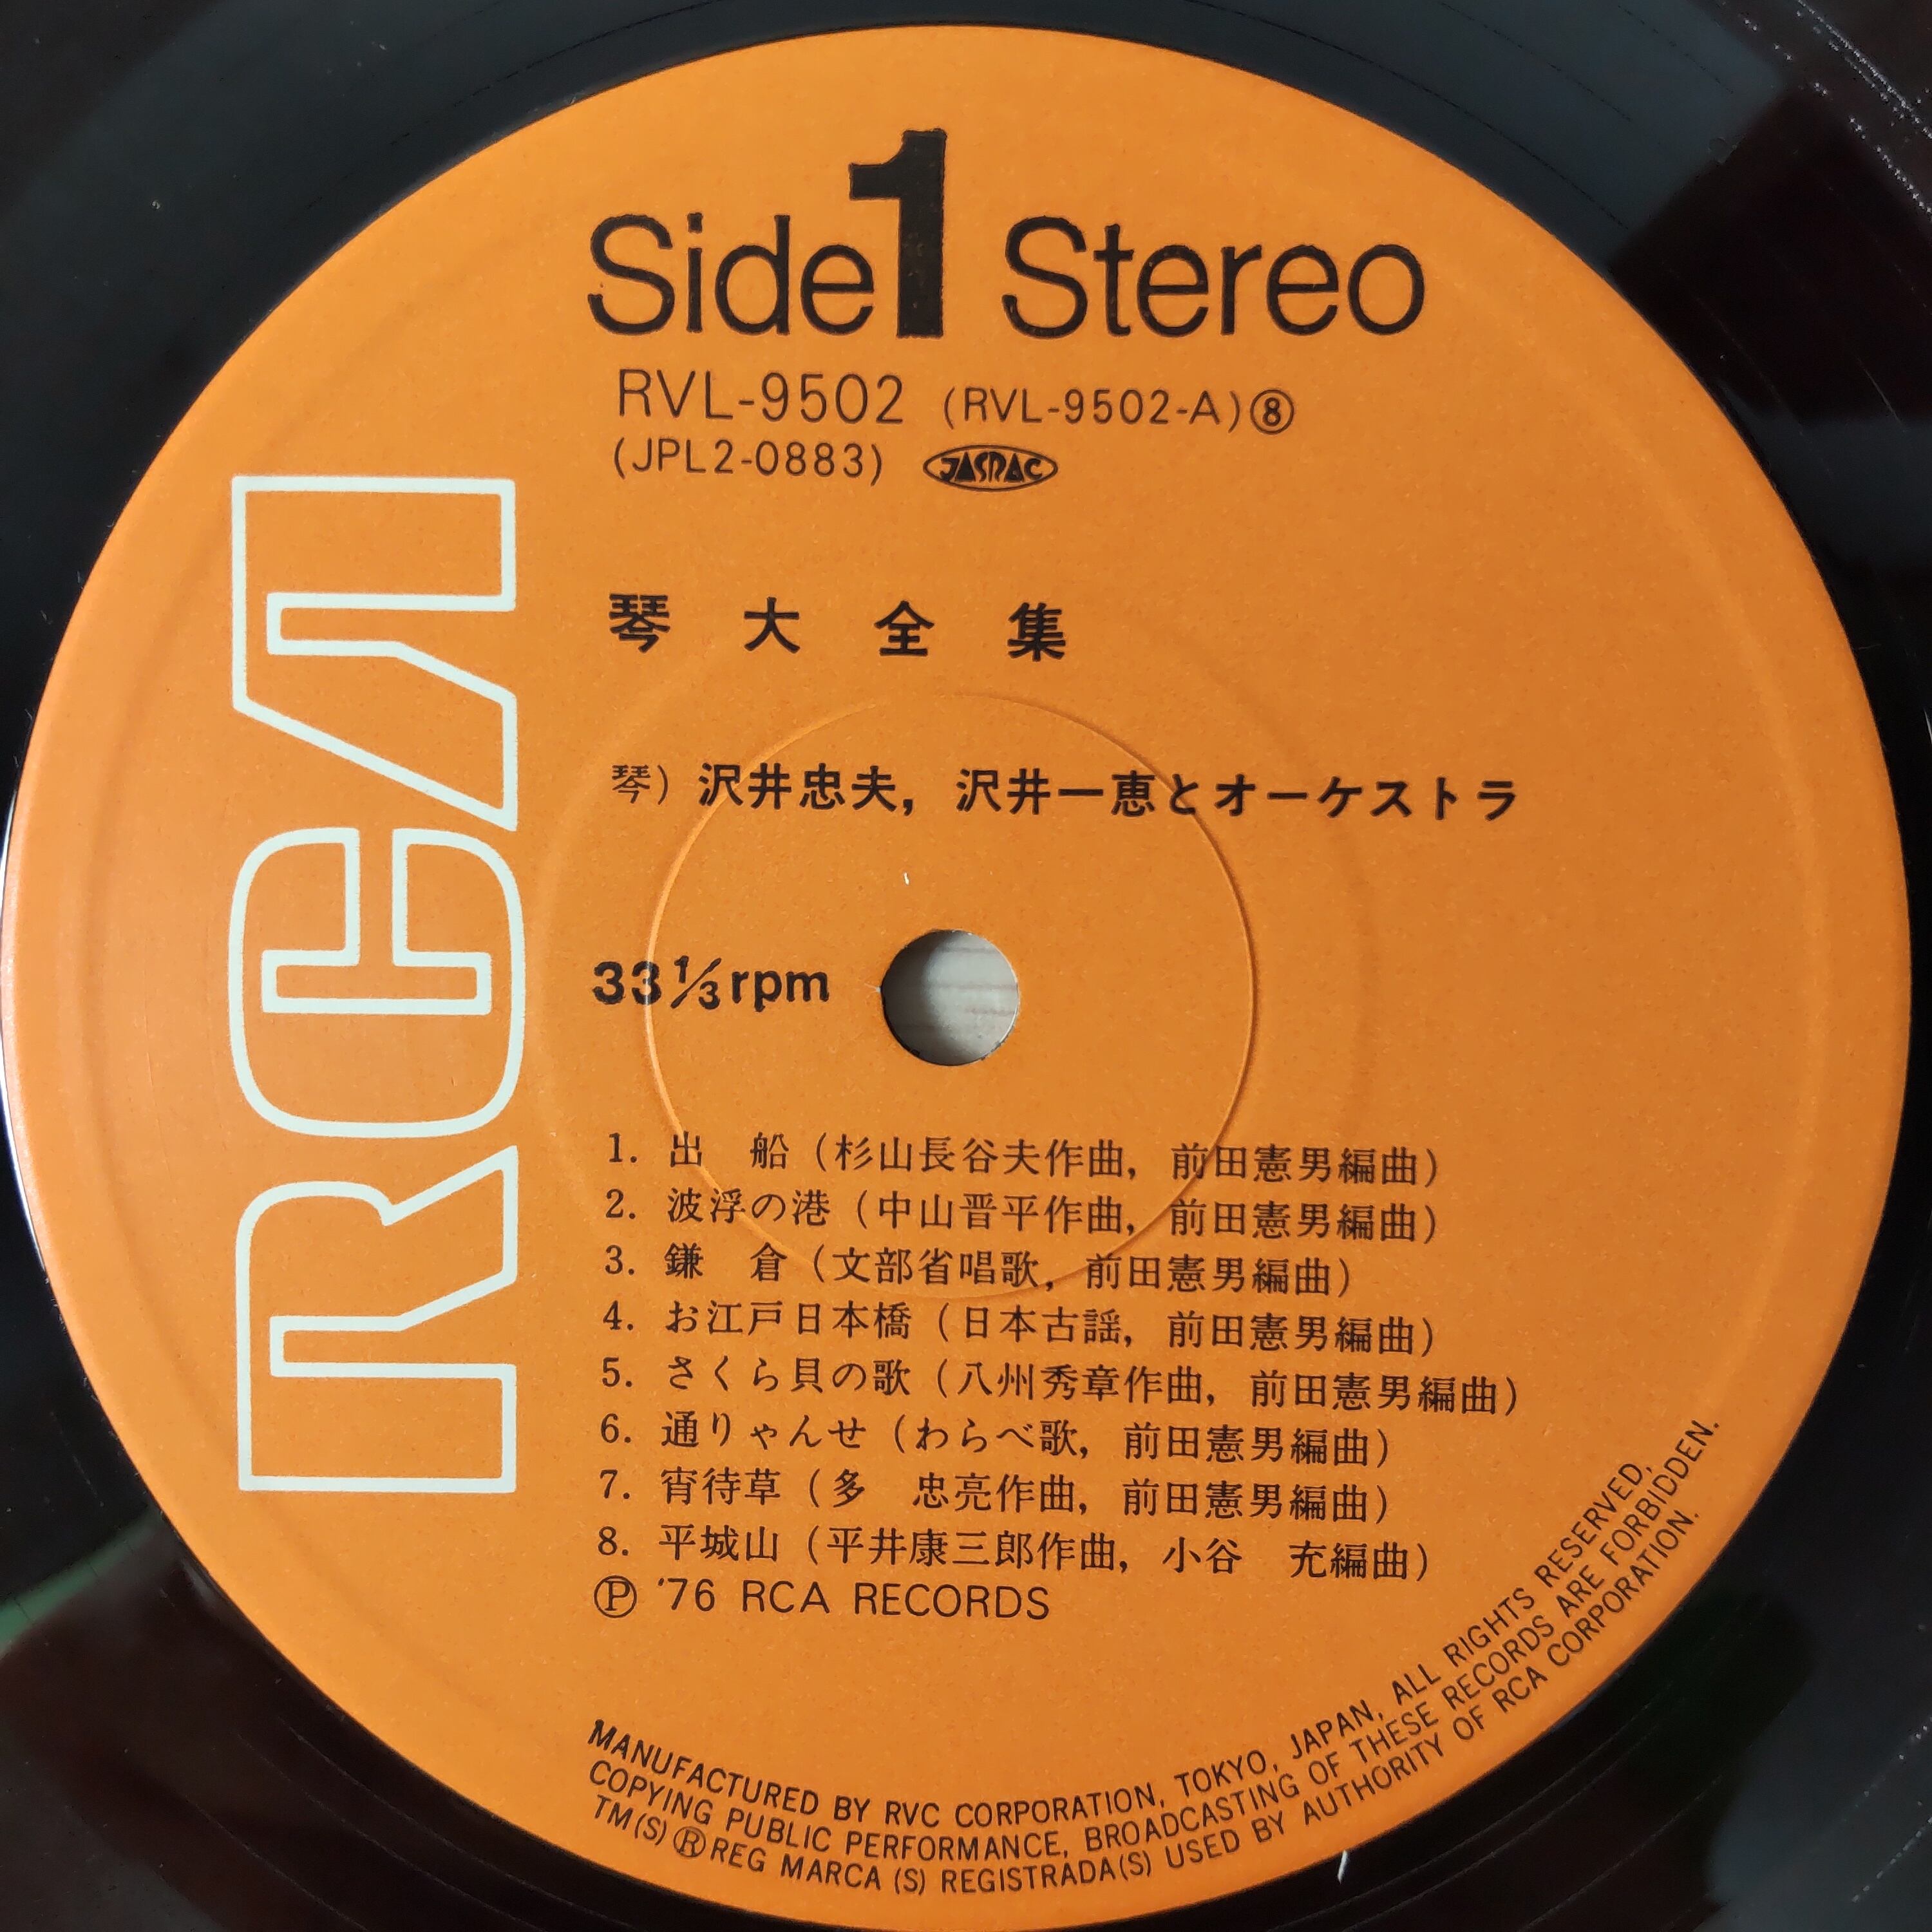 Side 1 Stereo
RVL-9502 (RVL-9502-A)⑧
(JPL2-0883) JASRAC
琴 大 全 集
琴) 沢井忠夫, 沢井一恵とオーケストラ
RCA
33⅓rpm
1. 出　船 (杉山長谷夫作曲, 前田憲男編曲)
2. 波浮の港 (中山晋平作曲, 前田憲男編曲)
3. 鎌　倉 (文部省唱歌, 前田憲男編曲)
4. お江戸日本橋 (日本古謡, 前田憲男編曲)
5. さくら貝の歌 (八州秀章作曲, 前田憲男編曲)
6. 通りゃんせ (わらべ歌, 前田憲男編曲)
7. 宵待草 (多　忠亮作曲, 前田憲男編曲)
8. 平城山 (平井康三郎作曲, 小谷　充編曲)
Ⓟ '76 RCA RECORDS
MANUFACTURED BY RVC CORPORATION, TOKYO, JAPAN, ALL RIGHTS RESERVED,
COPYING PUBLIC PERFORMANCE, BROADCASTING OF THESE RECORDS ARE FORBIDDEN.
TM(S)®REG MARCA (S) REGISTRADA(S) USED BY AUTHORITY OF RCA CORPORATION.